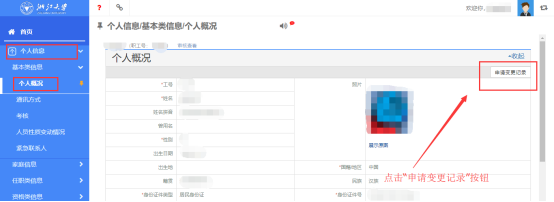 浙江大学
?
欢迎您,
首页
个人信息/基本类信息/个人概况
个人信息
(职工号:
审核查看
基本类信息
个人概况
+收起
个人概况
申请变更记录
通讯方式
考核
人员性质变动情况
紧急联系人
家庭信息
任职类信息
资格类信息
*工号
照片
*姓名
姓名拼音
曾用名
*性别
显示原图
出生日期
出生地
*国籍/地区
中国
籍贯
民族
汉族
*身份证件类型
居民身份证
*身份证件号
点击“申请变更记录”按钮